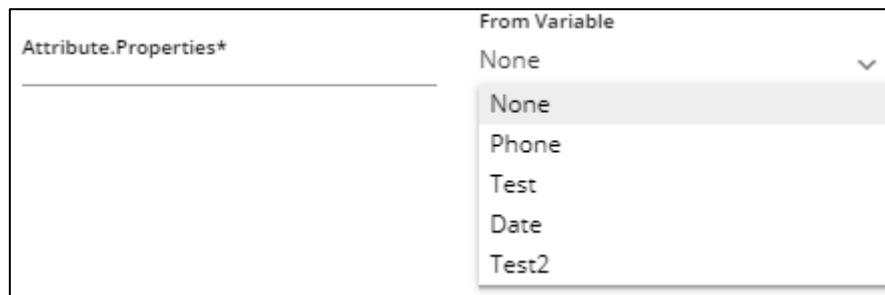 From Variable
Attribute.Properties*
None
None
Phone
Test
Date
Test2